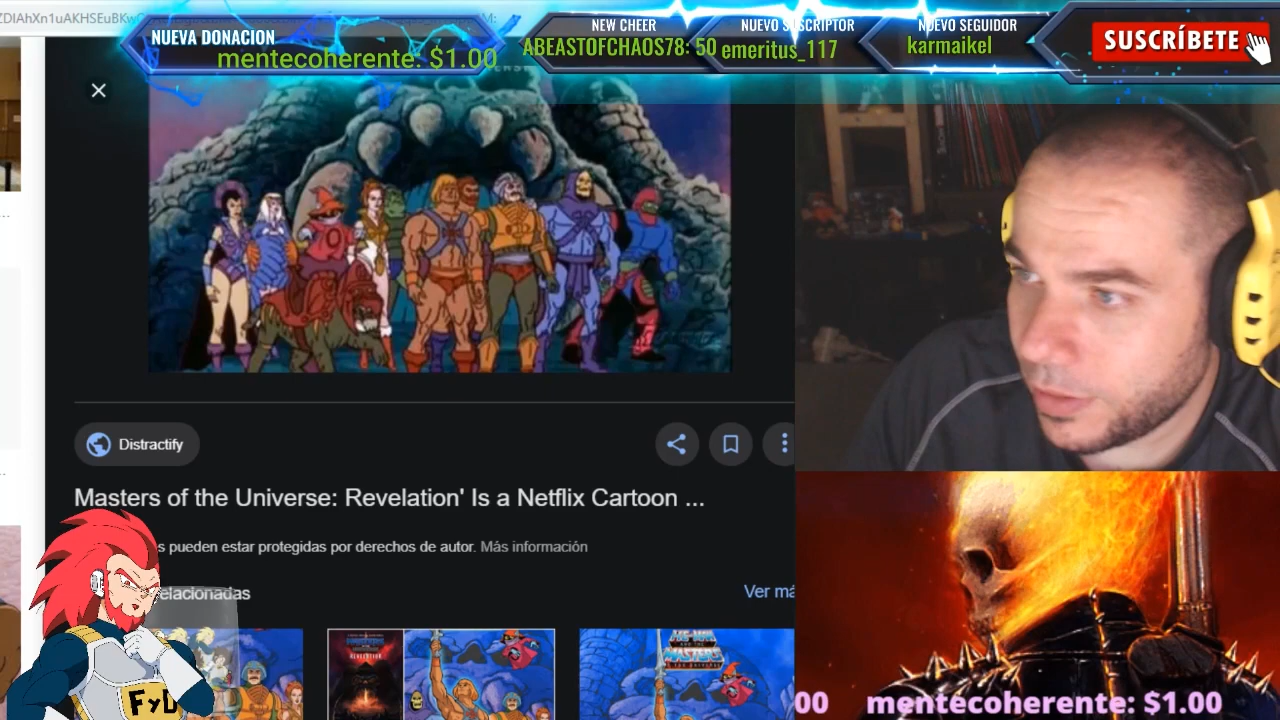 NUEVA DONACION
mentecoherente: $1.00
NEW CHEER
ABEASTOFCHAOS78: 50
NUEVO SUSCRIPTOR
emeritus_117
NUEVO SEGUIDOR
karmaikel
SUSCRÍBETE
Distractify
Masters of the Universe: Revelation' Is a Netflix Cartoon ...
s pueden estar protegidas por derechos de autor. Más información
elacionadas
Ver má
MASTERS
FyD
00 mentecoherente: $1.00